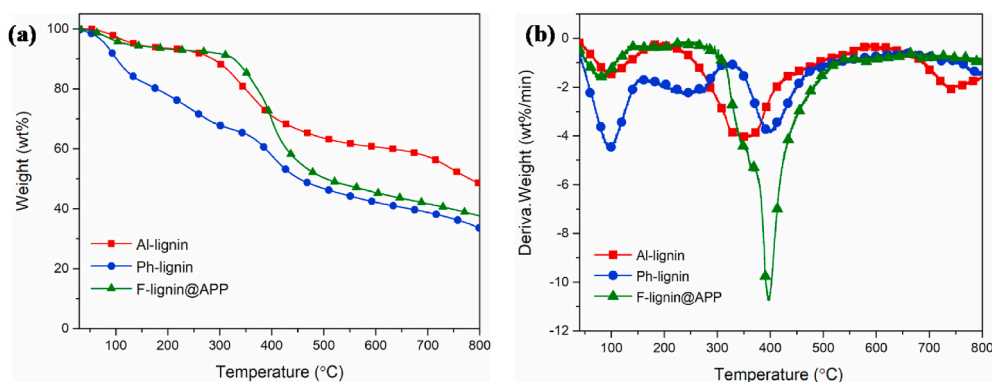 (a)
100
80
60
40
20
0
Weight (wt%)
Al-lignin
Ph-lignin
F-lignin@APP
100 200 300 400 500 600 700 800
Temperature (°C)
(b)
0
-2
-4
-6
-8
-10
-12
Deriva.Weight (wt%/min)
Al-lignin
Ph-lignin
F-lignin@APP
100 200 300 400 500 600 700 800
Temperature (°C)